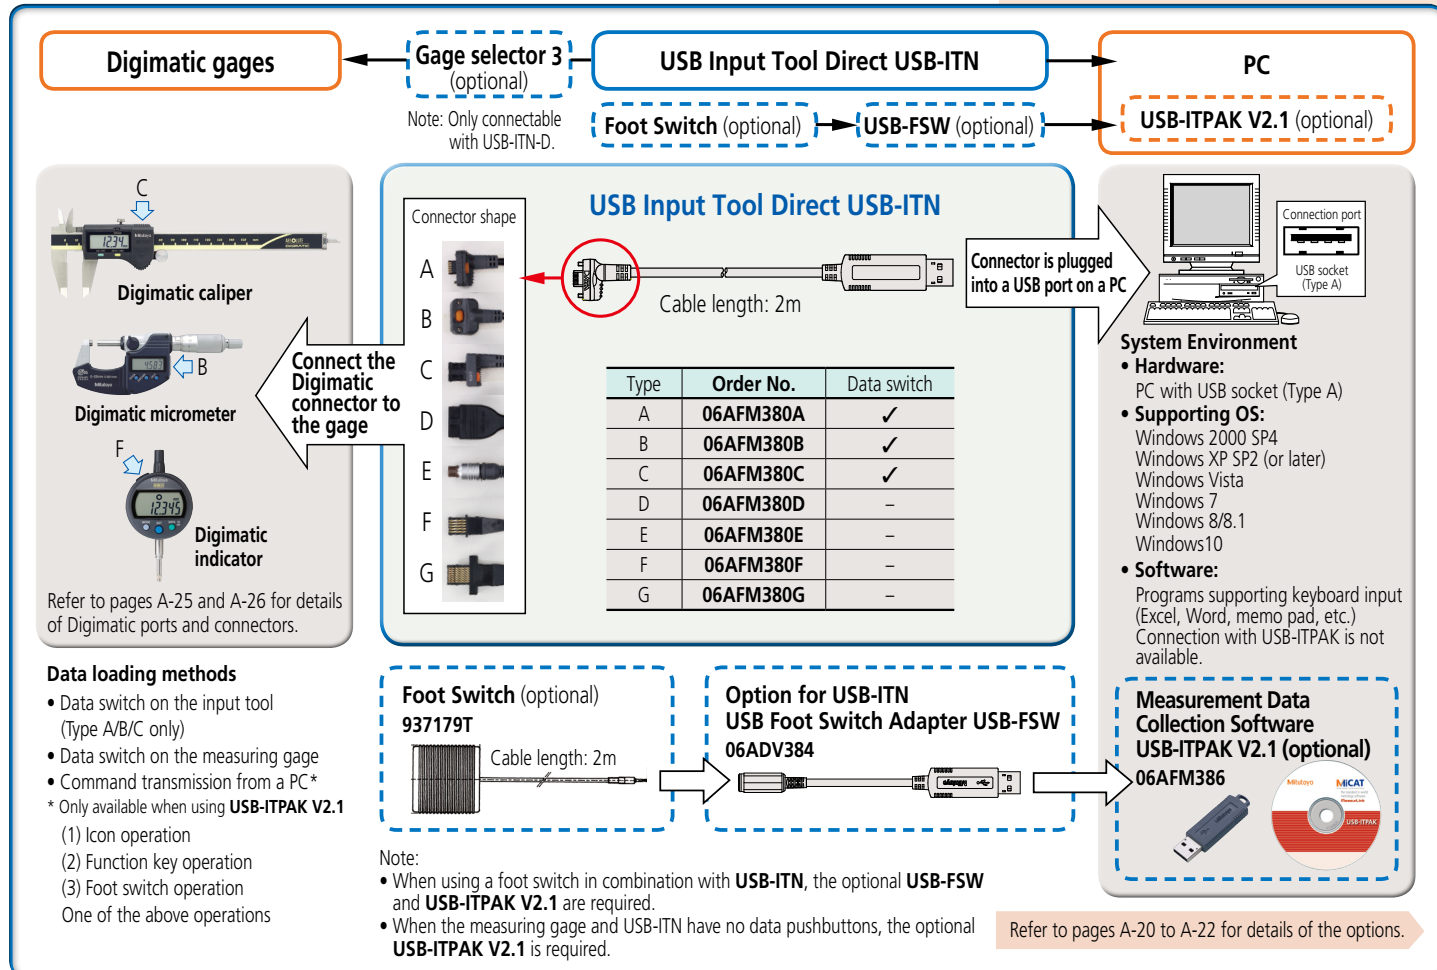 Digimatic gages
Gage selector 3
(optional)
Note: Only connectable
with USB-ITN-D.
USB Input Tool Direct USB-ITN
Foot Switch (optional)
USB-FSW (optional)
PC
USB-ITPAK V2.1 (optional)
C
Digimatic caliper
B
Digimatic micrometer
F
Digimatic
indicator
Refer to pages A-25 and A-26 for details
of Digimatic ports and connectors.
Connect the
Digimatic
connector to
the gage
Connector shape
A
B
C
D
E
F
G
USB Input Tool Direct USB-ITN
Cable length: 2m
Type Order No. Data switch
A 06AFM380A ✓
B 06AFM380B ✓
C 06AFM380C ✓
D 06AFM380D –
E 06AFM380E –
F 06AFM380F –
G 06AFM380G –
Connector is plugged
into a USB port on a PC
Connection port
USB socket
(Type A)
System Environment
• Hardware:
PC with USB socket (Type A)
• Supporting OS:
Windows 2000 SP4
Windows XP SP2 (or later)
Windows Vista
Windows 7
Windows 8/8.1
Windows10
• Software:
Programs supporting keyboard input
(Excel, Word, memo pad, etc.)
Connection with USB-ITPAK is not
available.
Measurement Data
Collection Software
USB-ITPAK V2.1 (optional)
06AFM386
Mitutoyo
MiCAT
USB-ITPAK
Data loading methods
• Data switch on the input tool
(Type A/B/C only)
• Data switch on the measuring gage
• Command transmission from a PC*
* Only available when using USB-ITPAK V2.1
(1) Icon operation
(2) Function key operation
(3) Foot switch operation
One of the above operations
Foot Switch (optional)
937179T
Cable length: 2m
Option for USB-ITN
USB Foot Switch Adapter USB-FSW
06ADV384
Mitutoyo
Note:
• When using a foot switch in combination with USB-ITN, the optional USB-FSW
and USB-ITPAK V2.1 are required.
• When the measuring gage and USB-ITN have no data pushbuttons, the optional
USB-ITPAK V2.1 is required.
Refer to pages A-20 to A-22 for details of the options.